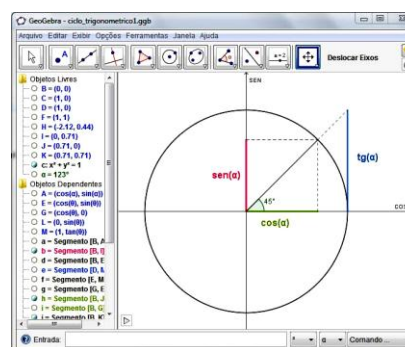 GeoGebra - ciclo_trigonometrico1.ggb
Arquivo Editar Exibir Opções Ferramentas Janela Ajuda
A
a=2
Deslocar Eixos
Objetos Livres
B = (0, 0)
C = (1, 0)
D = (1, 0)
F = (1, 1)
H = (-2.12, 0.44)
I = (0, 0.71)
J = (0.71, 0)
K = (0.71, 0.71)
c: x² + y² = 1
α = 123°
Objetos Dependentes
A = (cos(α), sin(α))
E = (cos(θ), sin(θ))
G = (cos(θ), 0)
L = (0, sin(θ))
M = (1, tan(θ))
a = Segmento [B, A
b = Segmento [B, I]
d = Segmento [B, E
e = Segmento [D, M
f = Segmento [E, M
g = Segmento [G, E
h = Segmento [B, J
i = Segmento [B, K
SEN
sen(α)
tg(α)
45°
cos(α)
COS
Entrada:
²
α
Comando ...